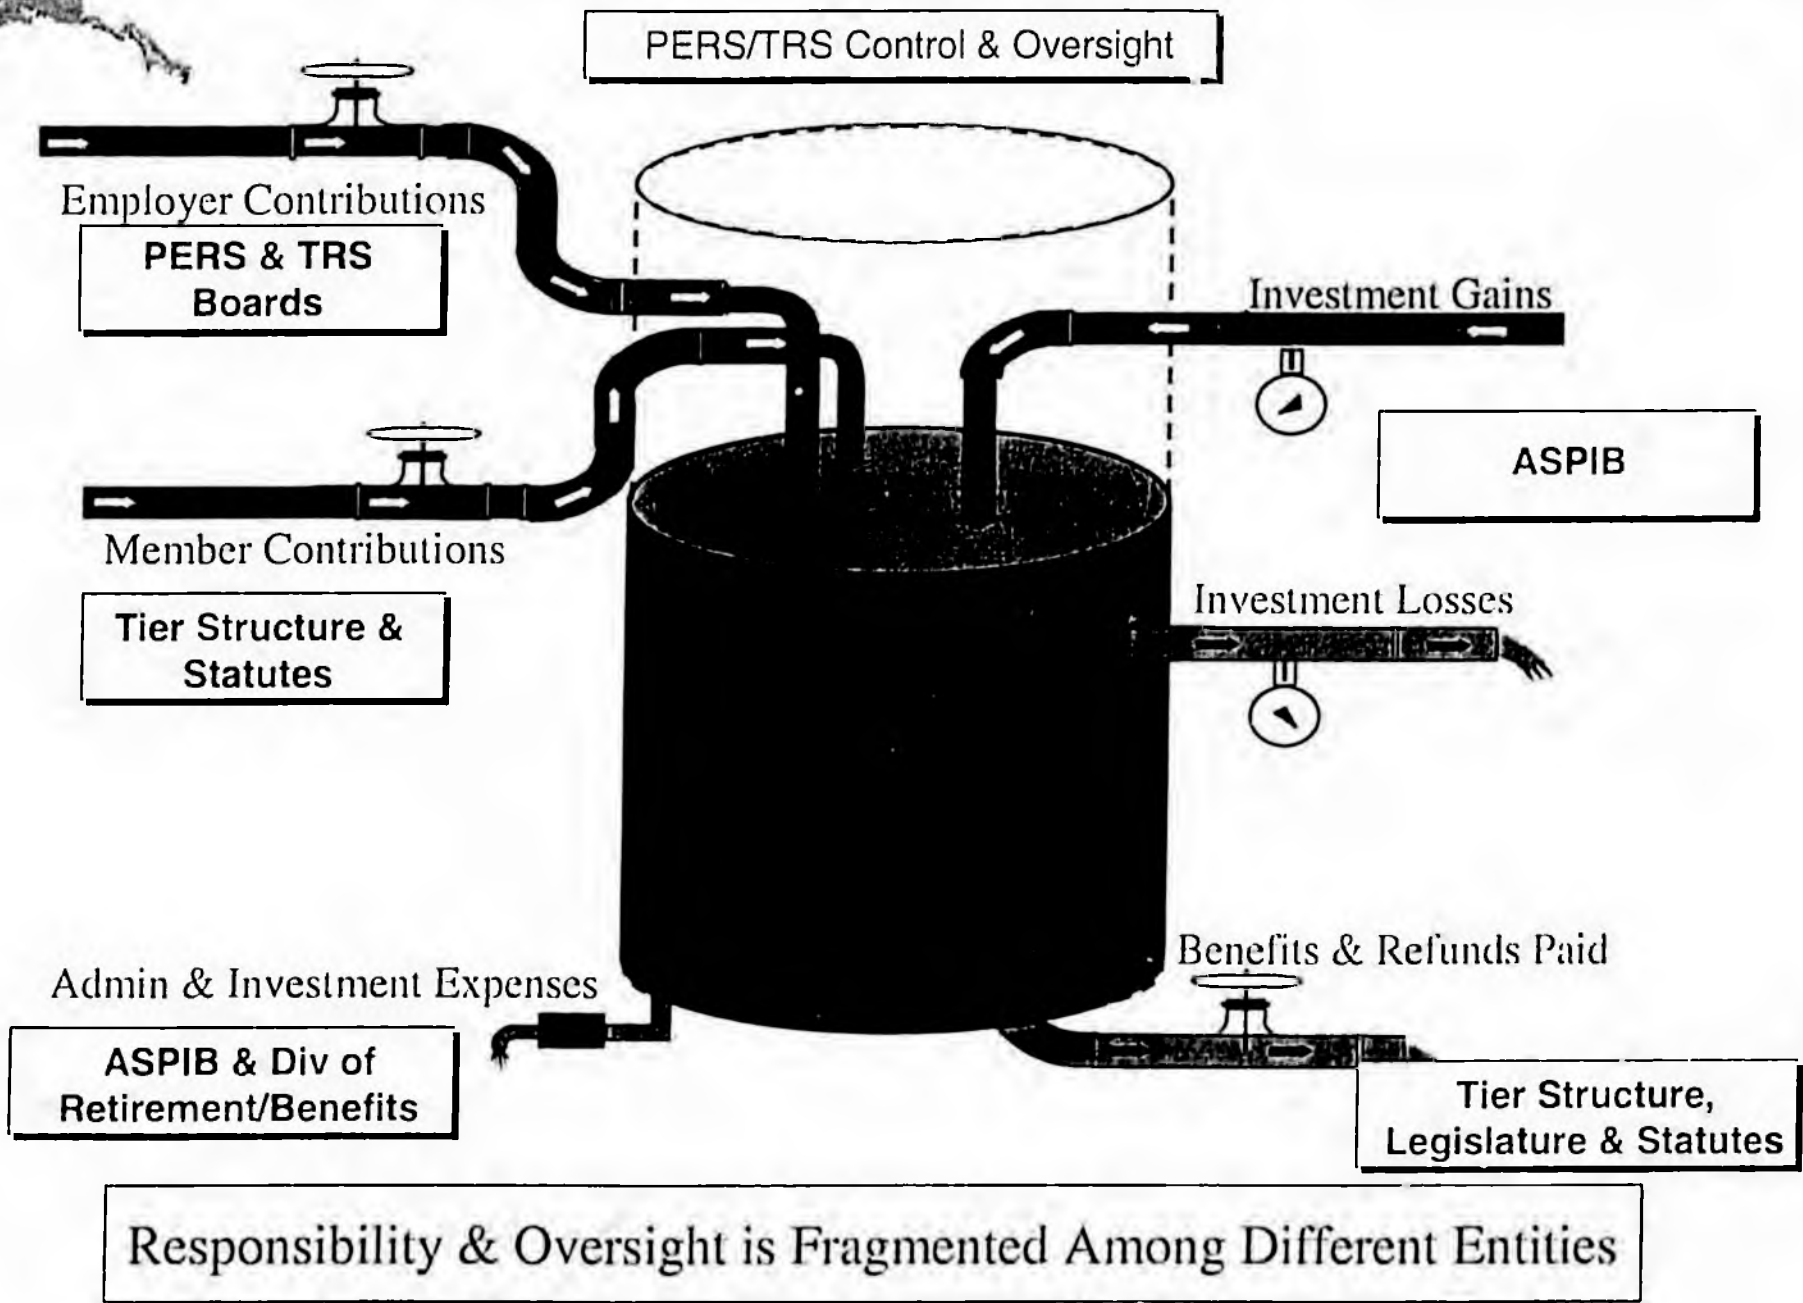 PERS/TRS Control & Oversight
Employer Contributions
PERS & TRS
Boards
Investment Gains
ASPIB
Member Contributions
Tier Structure &
Statutes
Investment Losses
Benefits & Refunds Paid
Admin & Investment Expenses
ASPIB & Div of
Retirement/Benefits
Tier Structure,
Legislature & Statutes
Responsibility & Oversight is Fragmented Among Different Entities